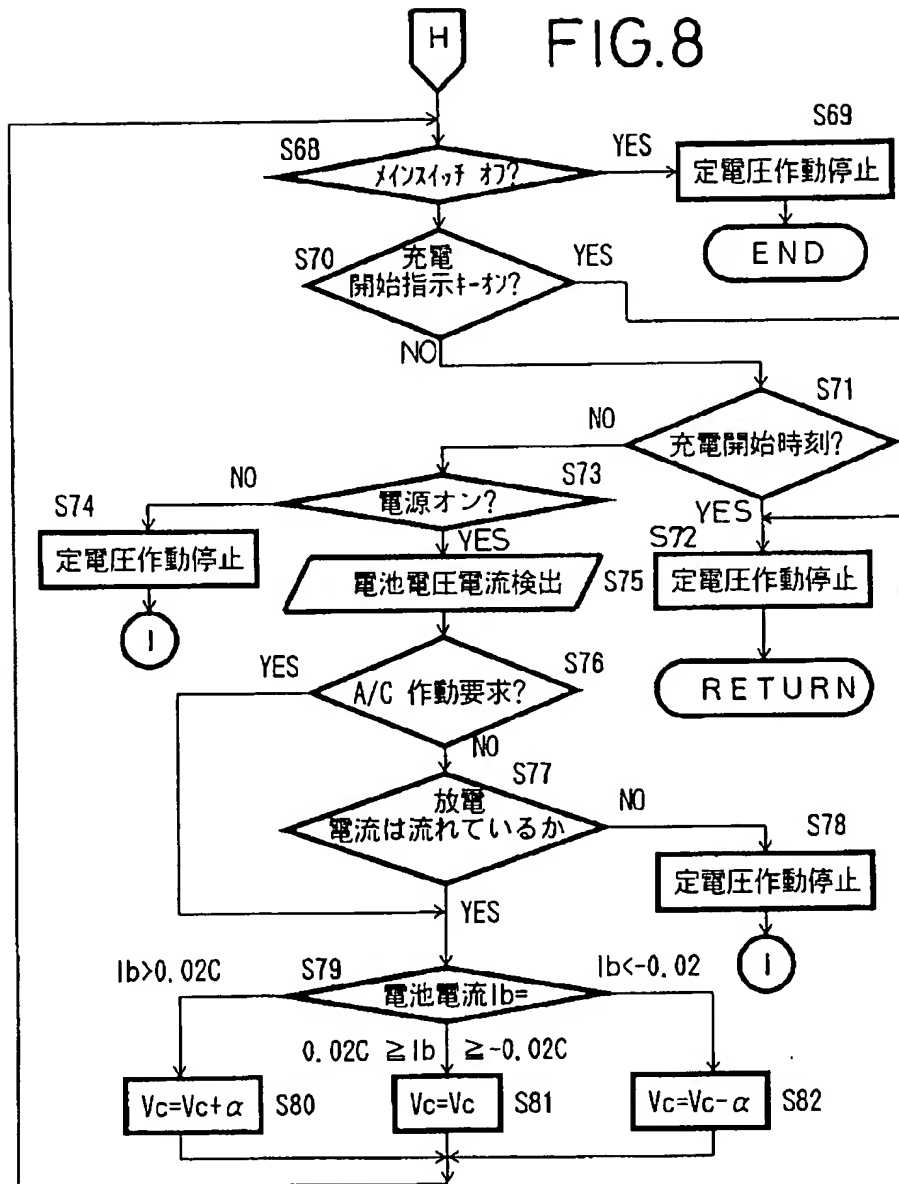 H
FIG.8
S68
メインスイッチ オフ?
YES
S69
定電圧作動停止
END
S70
充電
開始指示キーオン?
YES
NO
S71
充電開始時刻?
NO
YES
S72
定電圧作動停止
RETURN
S73
電源オン?
NO
YES
S74
定電圧作動停止
I
電池電圧電流検出
S75
S76
A/C 作動要求?
YES
NO
S77
放電
電流は流れているか
NO
YES
S78
定電圧作動停止
I
S79
電池電流Ib=
Ib>0.02C
0.02C ≧Ib ≧-0.02C
Ib<-0.02
Vc=Vc+α S80
Vc=Vc S81
Vc=Vc-α S82